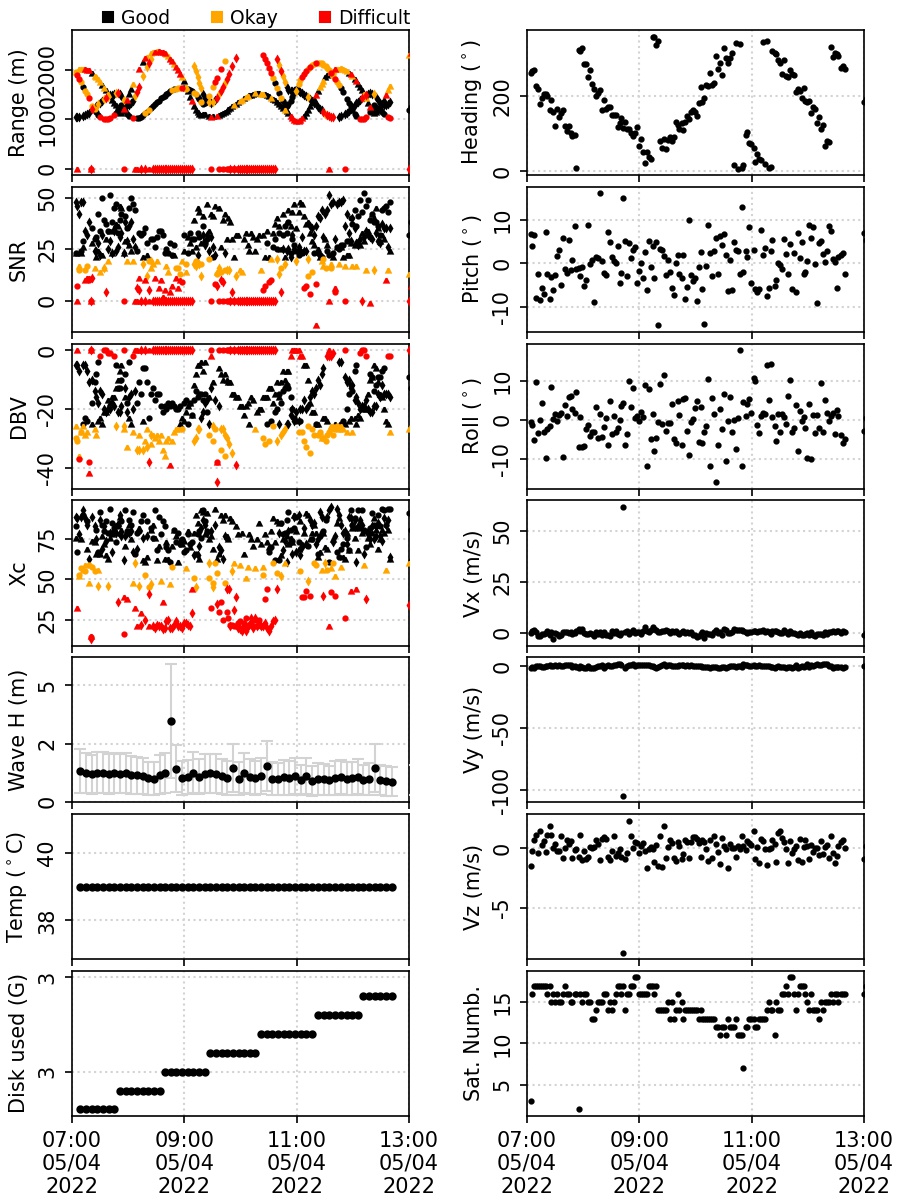 Good Okay Difficult
Range (m)
0
1000
2000
Heading (°)
0
200
SNR
0
25
50
Pitch (°)
-10
0
10
DBV
-40
-20
0
Roll (°)
-10
0
10
Xc
25
50
75
Vx (m/s)
0
25
50
Wave H (m)
0
2
5
Vy (m/s)
-100
-50
0
Temp (°C)
38
40
Vz (m/s)
-5
0
Disk used (G)
3
3
Sat. Numb.
5
10
15
07:00 09:00 11:00 13:00 07:00 09:00 11:00 13:00
05/04 05/04 05/04 05/04 05/04 05/04 05/04 05/04
2022 2022 2022 2022 2022 2022 2022 2022